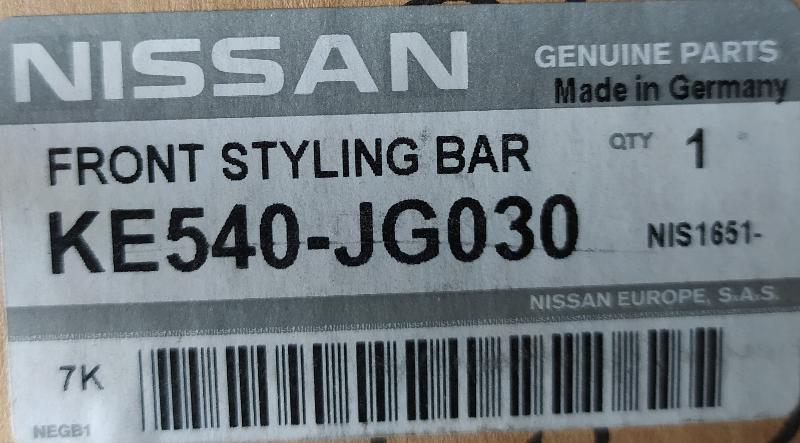 NISSAN GENUINE PARTS
Made in Germany
FRONT STYLING BAR QTY 1
KE540-JG030 NIS1651-
NISSAN EUROPE, S.A.S.
7K
NEGB1